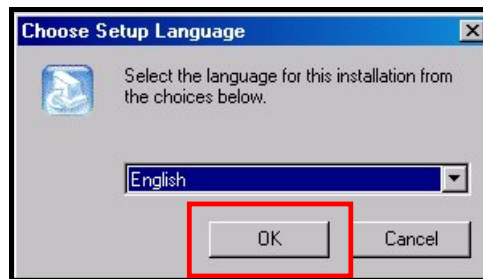 Choose Setup Language
Select the language for this installation from
the choices below.
English
OK
Cancel